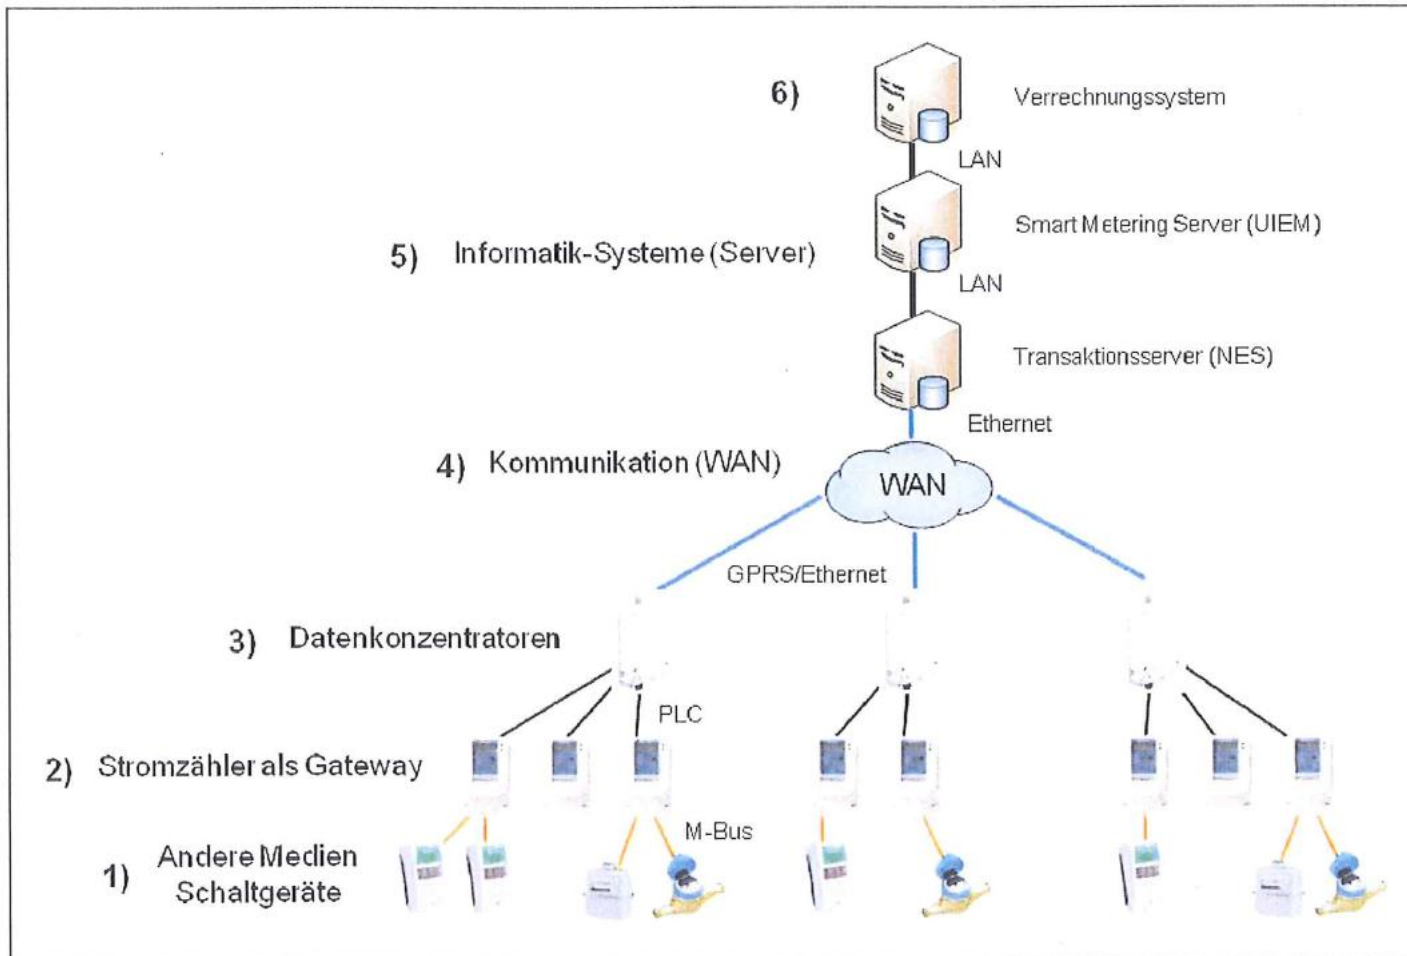 6)
Verrechnungssystem
LAN
Smart Metering Server (UIEM)
5) Informatik-Systeme (Server)
LAN
Transaktionsserver (NES)
Ethernet
4) Kommunikation (WAN)
WAN
GPRS/Ethernet
3) Datenkonzentratoren
PLC
2) Stromzähler als Gateway
M-Bus
1) Andere Medien
Schaltgeräte